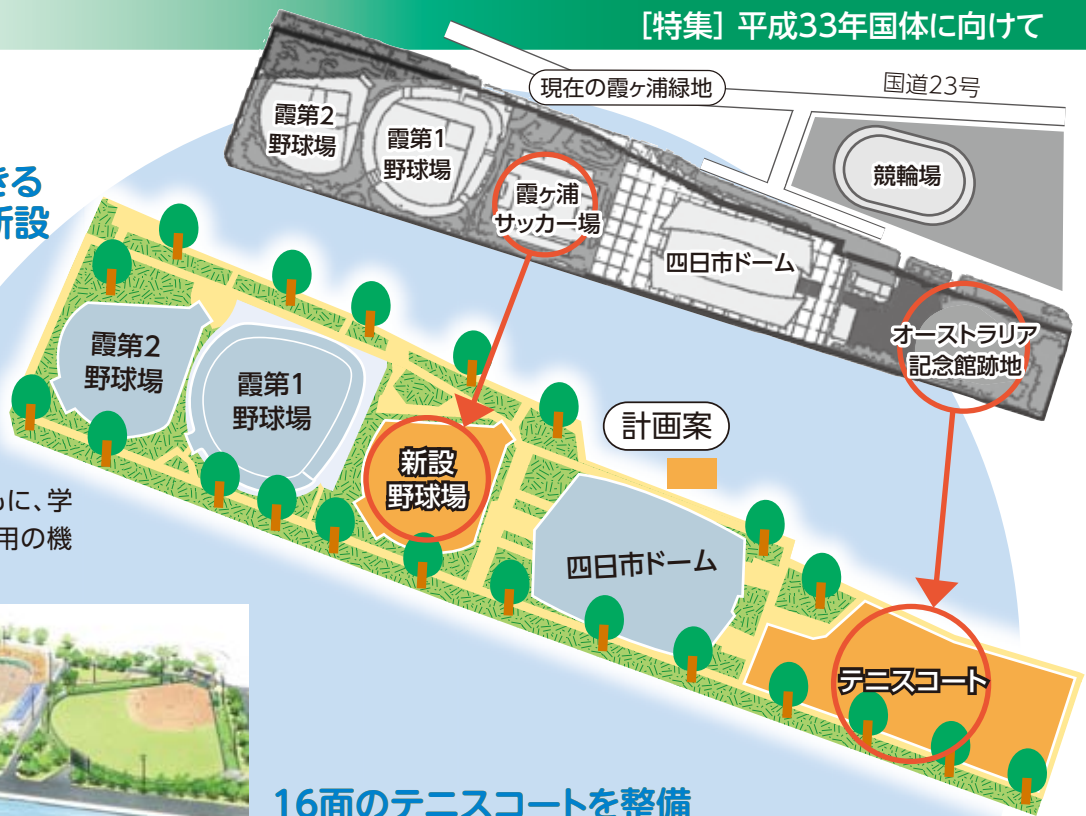 [特集] 平成33年国体に向けて
現在の霞ヶ浦緑地
国道23号
霞第2
野球場
霞第1
野球場
霞ヶ浦
サッカー場
四日市ドーム
競輪場
オーストラリア
記念館跡地
きる
新設
霞第2
野球場
霞第1
野球場
新設
野球場
計画案
四日市ドーム
テニスコート
もに、学
用の機
16面のテニスコートを整備